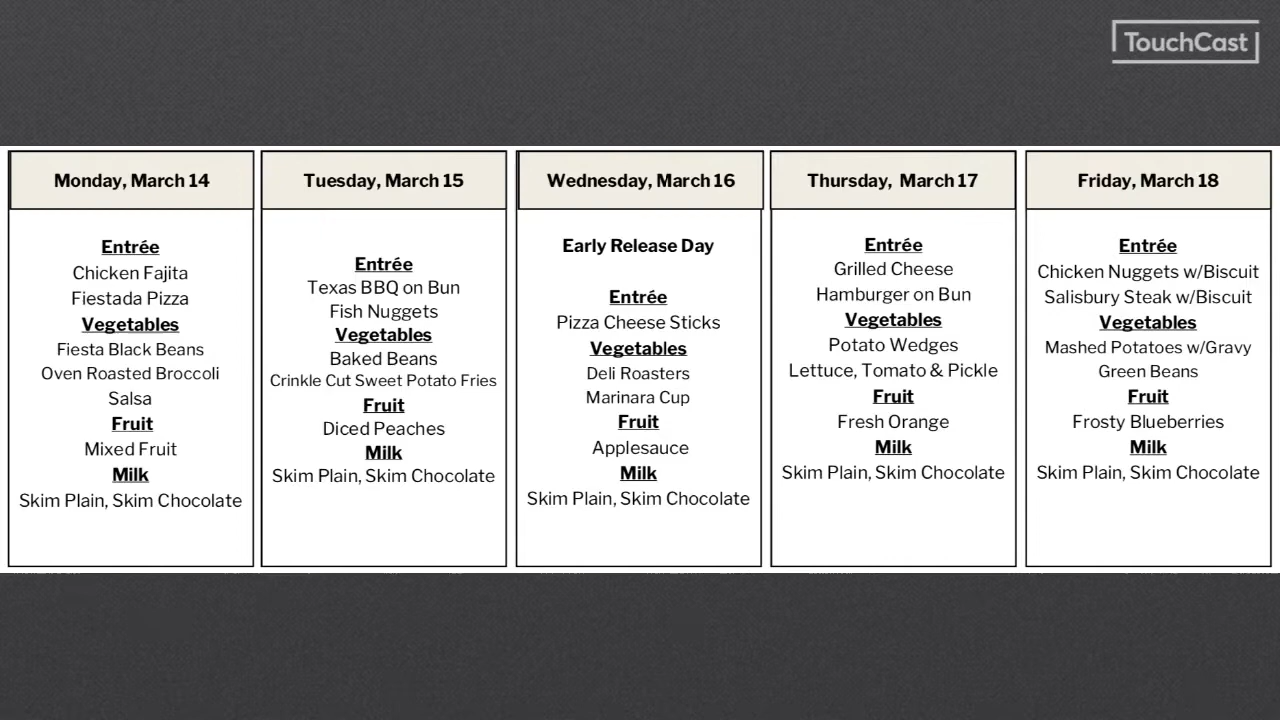 TouchCast
Monday, March 14
Entrée
Chicken Fajita
Fiestada Pizza
Vegetables
Fiesta Black Beans
Oven Roasted Broccoli
Salsa
Fruit
Mixed Fruit
Milk
Skim Plain, Skim Chocolate
Tuesday, March 15
Entrée
Texas BBQ on Bun
Fish Nuggets
Vegetables
Baked Beans
Crinkle Cut Sweet Potato Fries
Fruit
Diced Peaches
Milk
Skim Plain, Skim Chocolate
Wednesday, March 16
Early Release Day
Entrée
Pizza Cheese Sticks
Vegetables
Deli Roasters
Marinara Cup
Fruit
Applesauce
Milk
Skim Plain, Skim Chocolate
Thursday, March 17
Entrée
Grilled Cheese
Hamburger on Bun
Vegetables
Potato Wedges
Lettuce, Tomato & Pickle
Fruit
Fresh Orange
Milk
Skim Plain, Skim Chocolate
Friday, March 18
Entrée
Chicken Nuggets w/Biscuit
Salisbury Steak w/Biscuit
Vegetables
Mashed Potatoes w/Gravy
Green Beans
Fruit
Frosty Blueberries
Milk
Skim Plain, Skim Chocolate